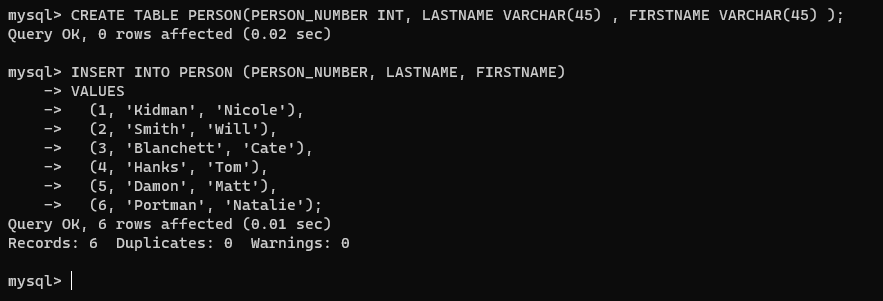 mysql> CREATE TABLE PERSON(PERSON_NUMBER INT, LASTNAME VARCHAR(45) , FIRSTNAME VARCHAR(45) );
Query OK, 0 rows affected (0.02 sec)
mysql> INSERT INTO PERSON (PERSON_NUMBER, LASTNAME, FIRSTNAME)
    -> VALUES
    ->   (1, 'Kidman', 'Nicole'),
    ->   (2, 'Smith', 'Will'),
    ->   (3, 'Blanchett', 'Cate'),
    ->   (4, 'Hanks', 'Tom'),
    ->   (5, 'Damon', 'Matt'),
    ->   (6, 'Portman', 'Natalie');
Query OK, 6 rows affected (0.01 sec)
Records: 6  Duplicates: 0  Warnings: 0
mysql>